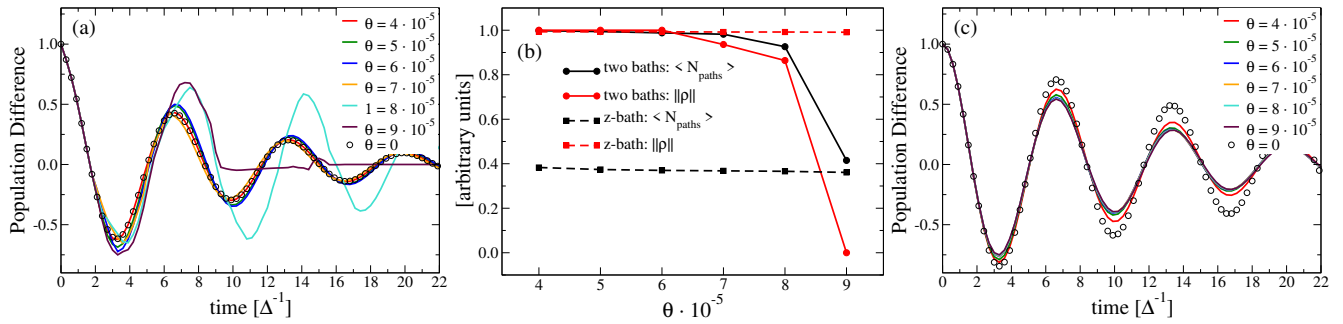 (a)
Population Difference
1.0
0.5
0.0
-0.5
0 2 4 6 8 10 12 14 16 18 20 22
time [Δ⁻¹]
θ = 4 · 10⁻⁵
θ = 5 · 10⁻⁵
θ = 6 · 10⁻⁵
θ = 7 · 10⁻⁵
1 = 8 · 10⁻⁵
θ = 9 · 10⁻⁵
θ = 0
(b)
[arbitrary units]
1.0
0.8
0.6
0.4
0.2
0.0
4 5 6 7 8 9
θ · 10⁻⁵
two baths: < N_paths >
two baths: ||ρ||
z-bath: < N_paths >
z-bath: ||ρ||
(c)
Population Difference
1.0
0.5
0.0
-0.5
0 2 4 6 8 10 12 14 16 18 20 22
time [Δ⁻¹]
θ = 4 · 10⁻⁵
θ = 5 · 10⁻⁵
θ = 6 · 10⁻⁵
θ = 7 · 10⁻⁵
θ = 8 · 10⁻⁵
θ = 9 · 10⁻⁵
θ = 0